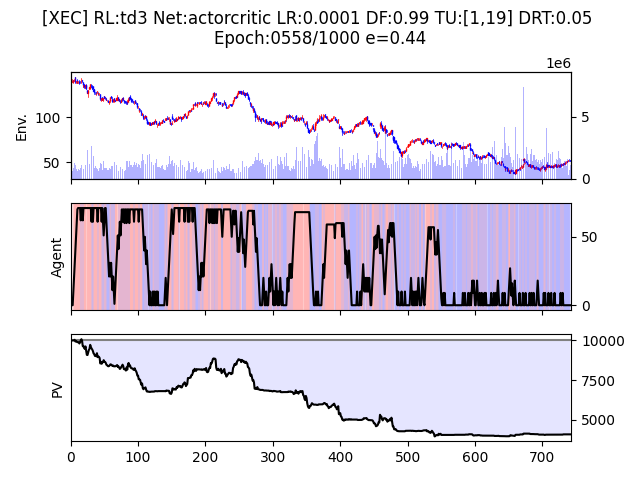 [XEC] RL:td3 Net:actorcritic LR:0.0001 DF:0.99 TU:[1,19] DRT:0.05
Epoch:0558/1000 e=0.44
1e6
Env.
100
50
5
0
Agent
50
0
PV
10000
7500
5000
0 100 200 300 400 500 600 700